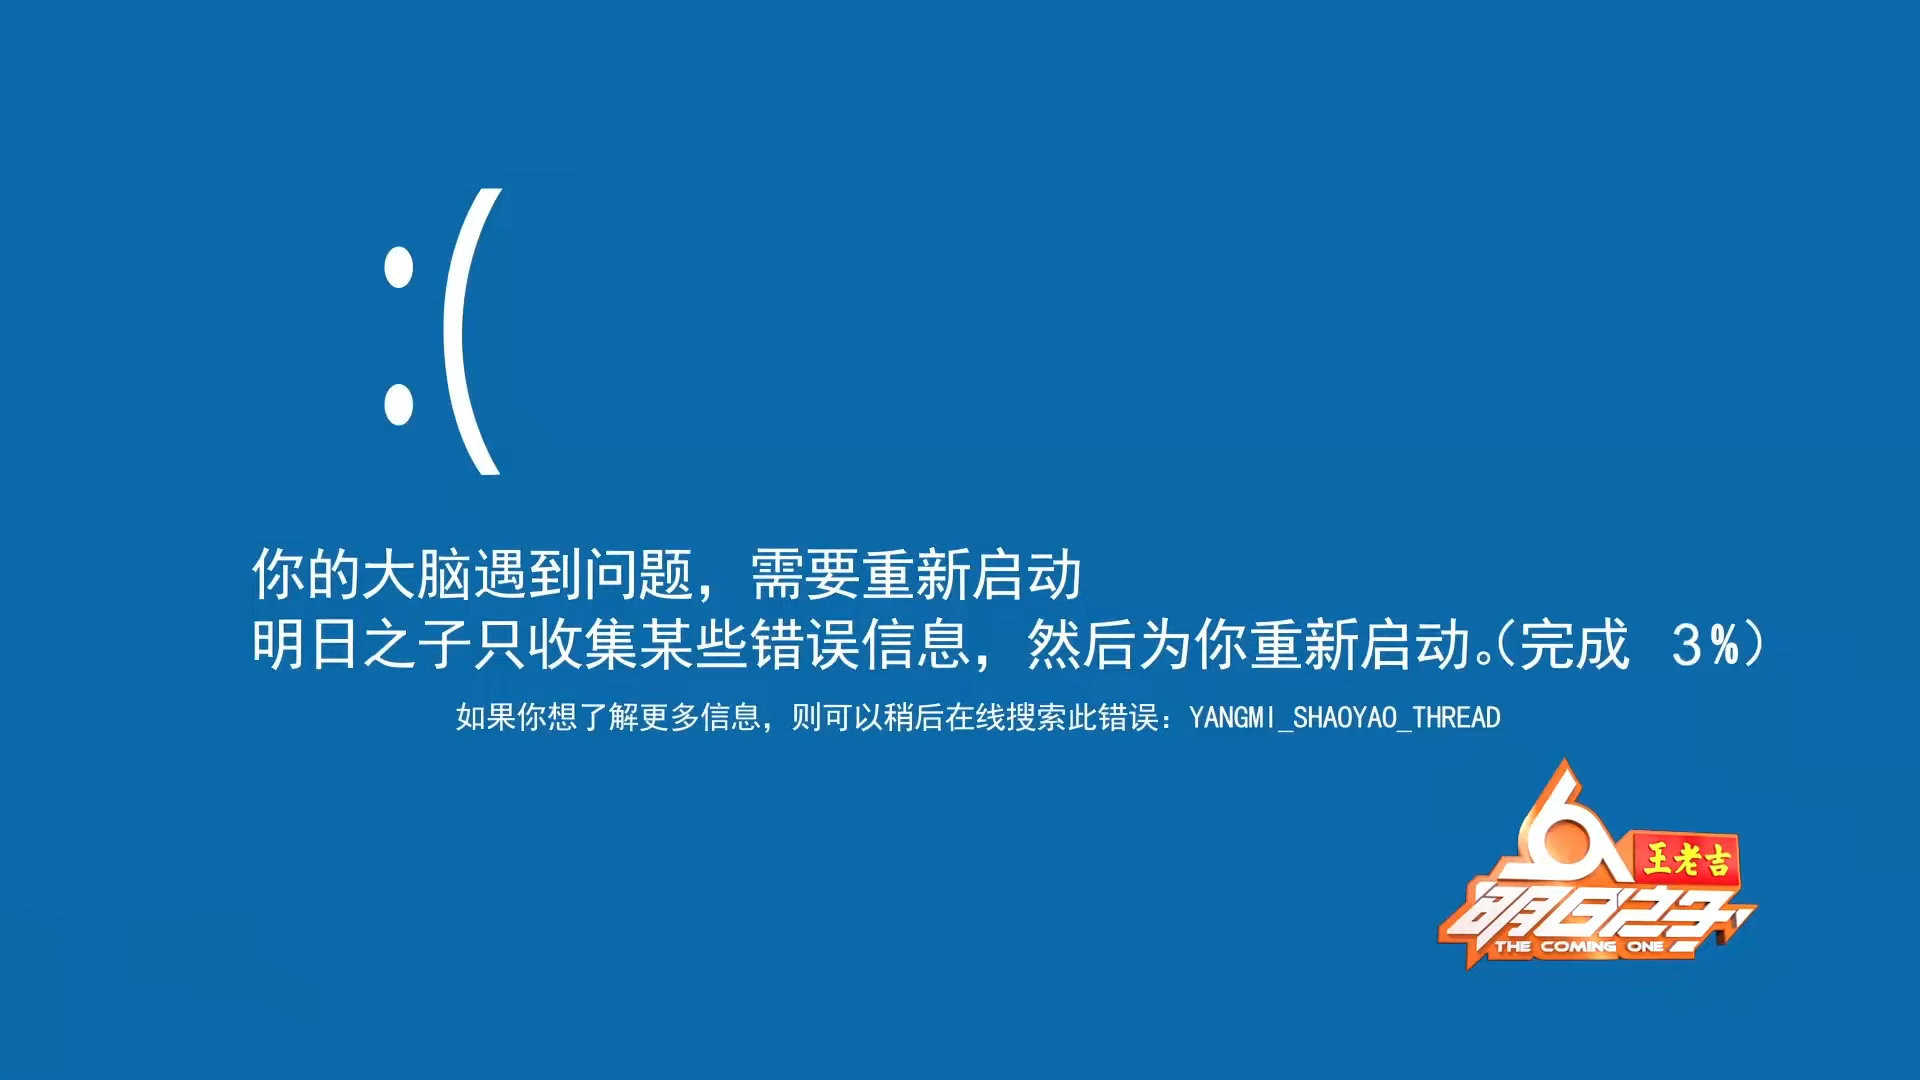 :(
你的大脑遇到问题，需要重新启动
明日之子只收集某些错误信息，然后为你重新启动。（完成 3%）
如果你想了解更多信息，则可以稍后在线搜索此错误：YANGMI_SHAOYAO_THREAD
王老吉
明日之子
THE COMING ONE